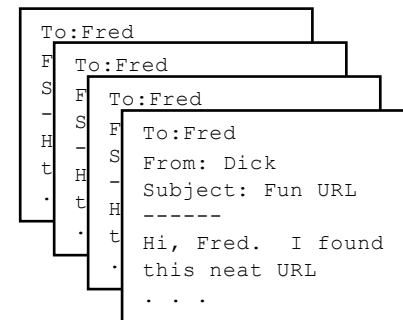 To:Fred
F
S
-
H
t
.
To:Fred
F
S
-
H
t
.
To:Fred
F
S
-
H
t
.
To:Fred
From: Dick
Subject: Fun URL
------
Hi, Fred.  I found
this neat URL
. . .